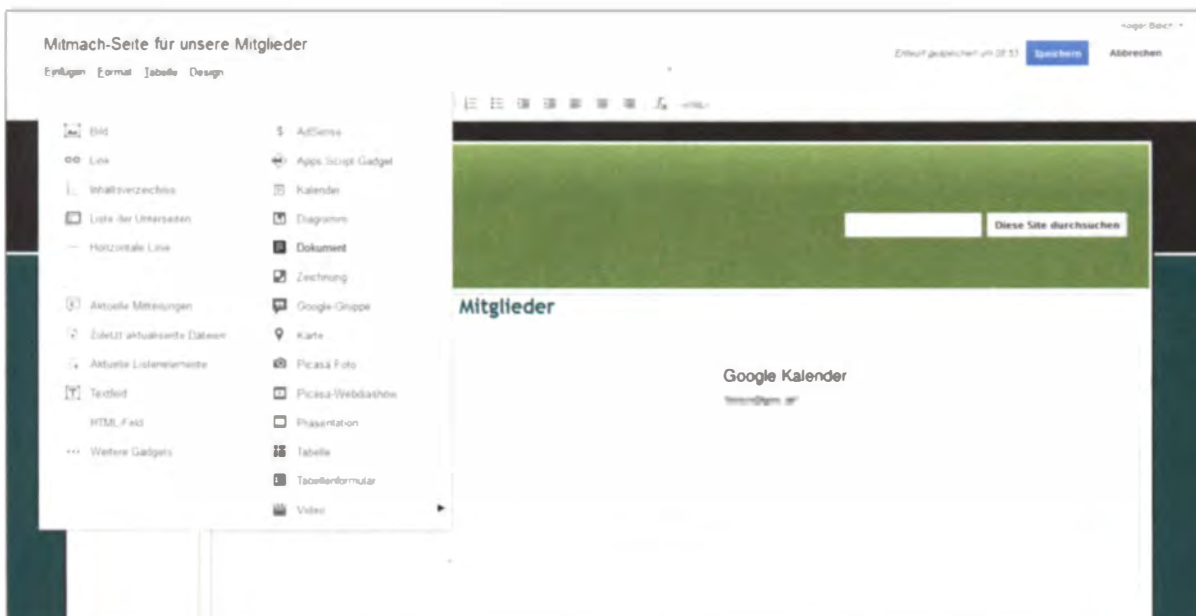 Mitmach-Seite für unsere Mitglieder
Entwurf gespeichert um
Speichern
Abbrechen
Einfügen Format Tabelle Design
Bild
Link
Inhaltsverzeichnis
Liste der Unterseiten
Horizontale Linie
Aktuelle Mitteilungen
Zuletzt aktualisierte Dateien
Aktuelle Listenelemente
Textfeld
HTML-Feld
Weitere Gadgets
AdSense
Apps Script Gadget
Kalender
Diagramm
Dokument
Zeichnung
Google-Gruppe
Karte
Picasa Foto
Picasa-Webdiashow
Präsentation
Tabelle
Tabellenformular
Video
Diese Site durchsuchen
Mitglieder
Google Kalender